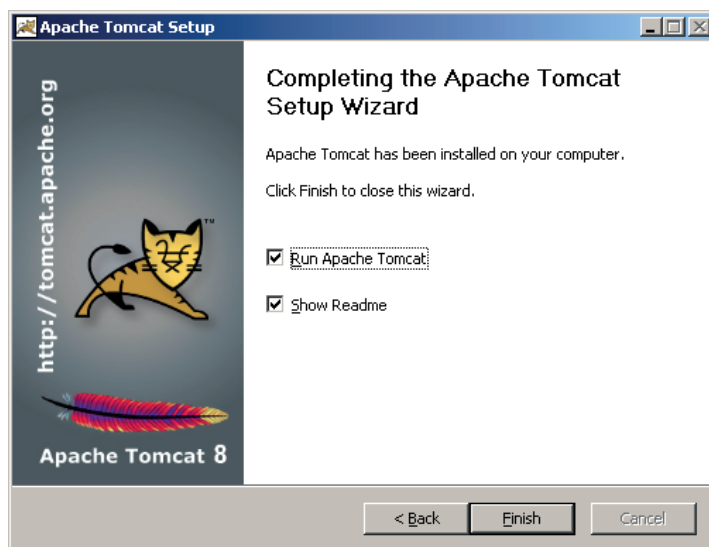 Apache Tomcat Setup
http://tomcat.apache.org
TM
Apache Tomcat 8
Completing the Apache Tomcat
Setup Wizard
Apache Tomcat has been installed on your computer.
Click Finish to close this wizard.
Run Apache Tomcat
Show Readme
< Back
Finish
Cancel